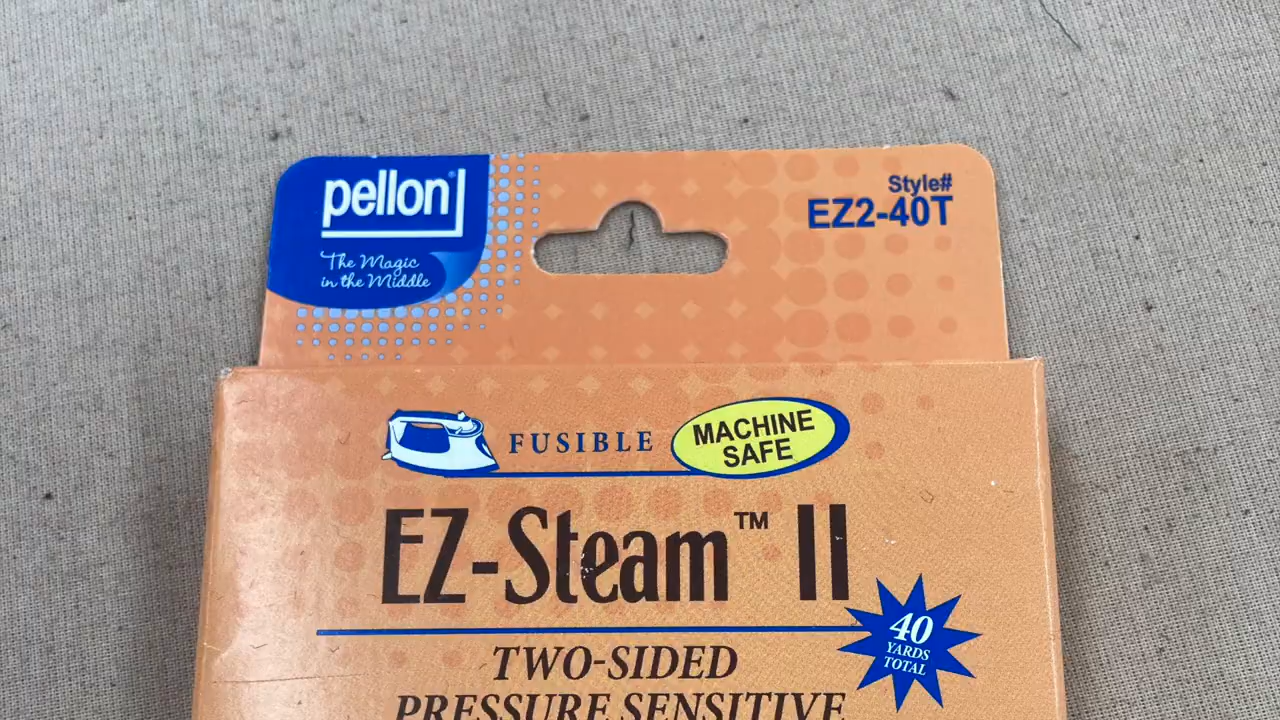 pellon®
The Magic
in the Middle
Style#
EZ2-40T
FUSIBLE
MACHINE
SAFE
EZ-Steam™ II
40
YARDS
TOTAL
TWO-SIDED
PRESSURE SENSITIVE